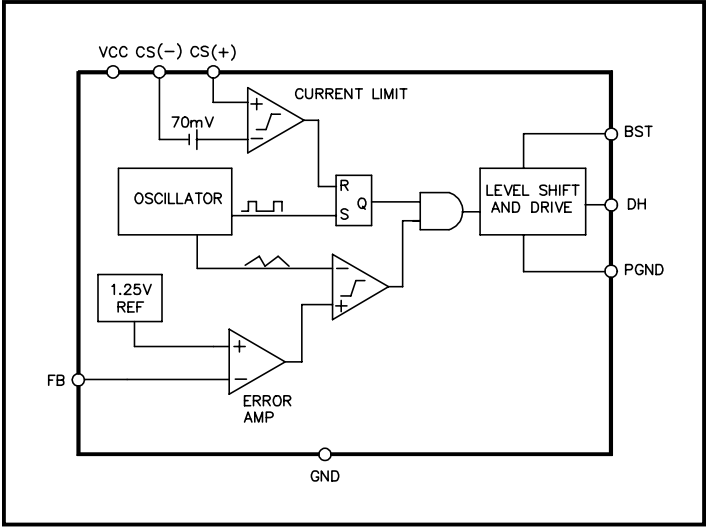 VCC CS(−) CS(+)
CURRENT LIMIT
+
−
70mV
BST
OSCILLATOR
R
S
Q
LEVEL SHIFT
AND DRIVE
DH
−
+
PGND
1.25V
REF
+
−
FB
ERROR
AMP
GND